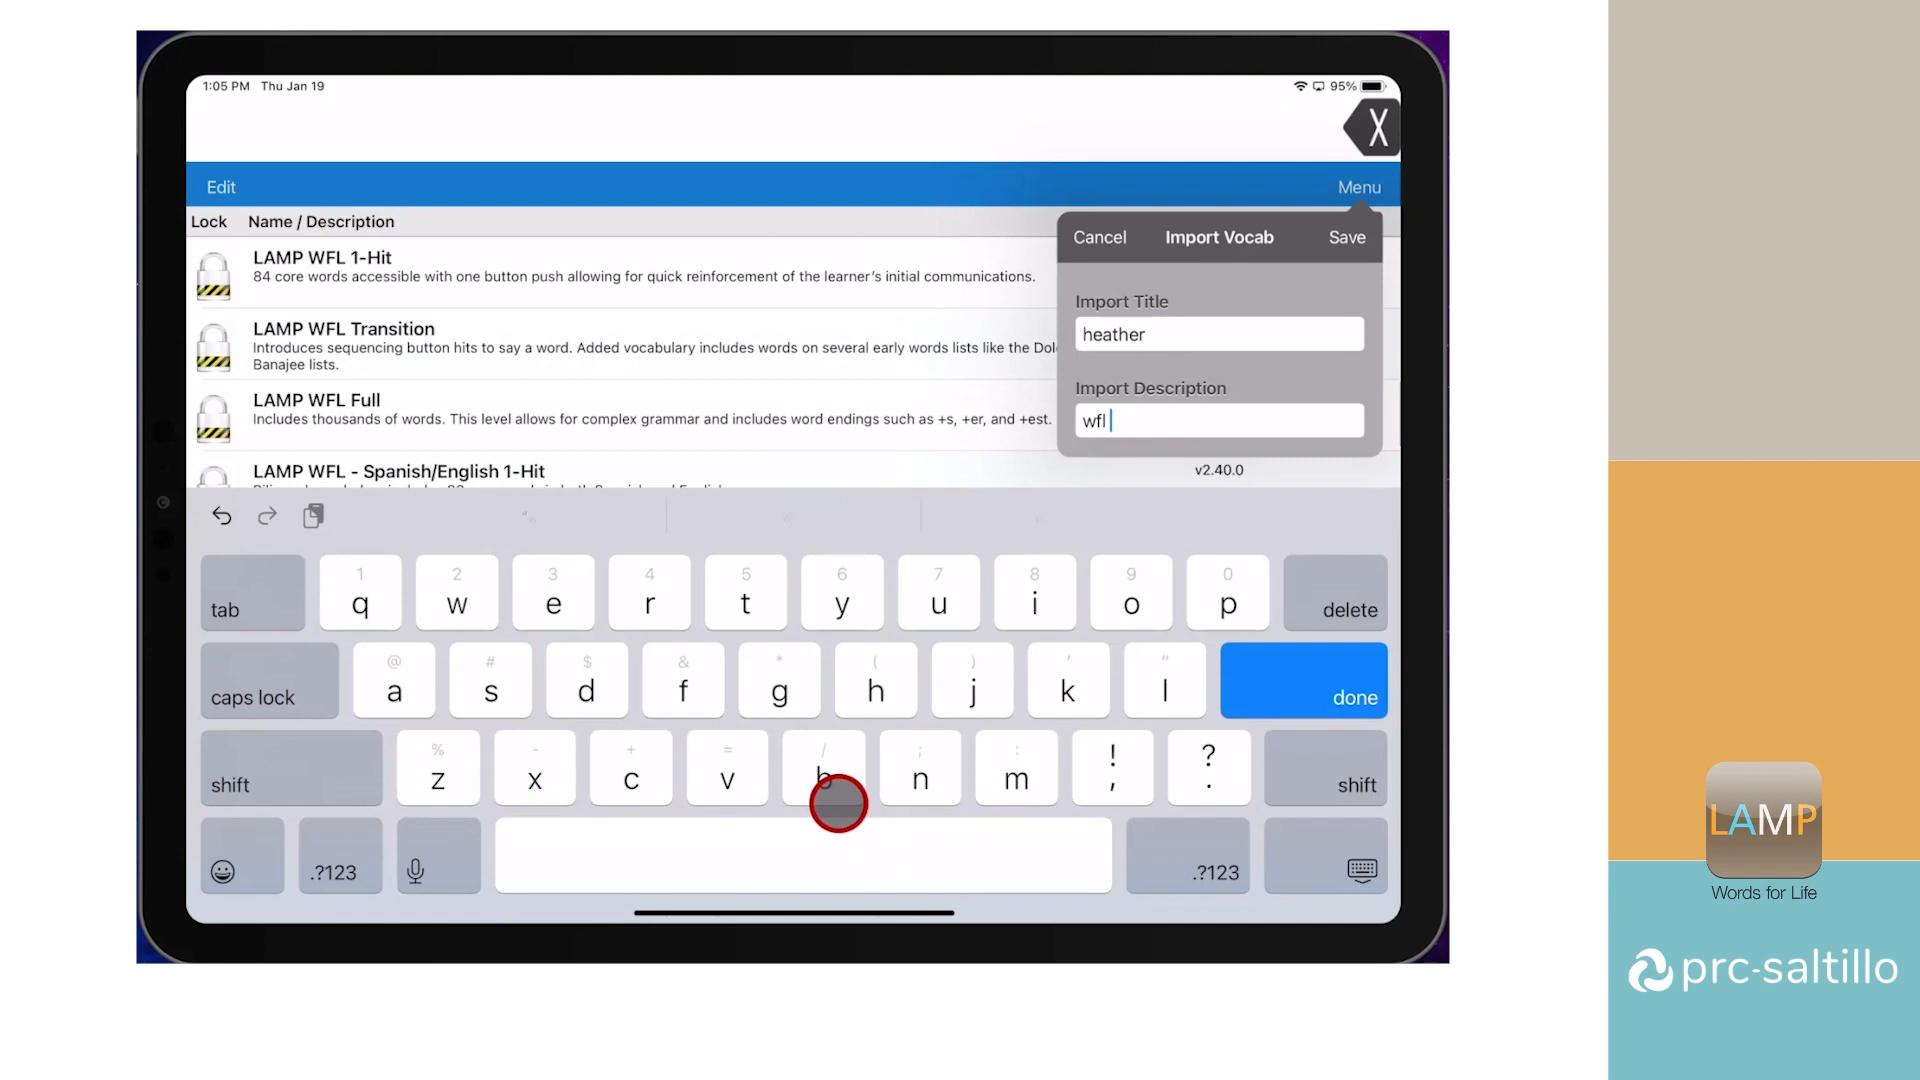 1:05 PM Thu Jan 19
95%
X
Edit
Menu
Lock Name / Description
Cancel Import Vocab Save
LAMP WFL 1-Hit
84 core words accessible with one button push allowing for quick reinforcement of the learner's initial communications.
Import Title
heather
LAMP WFL Transition
Introduces sequencing button hits to say a word. Added vocabulary includes words on several early words lists like the Dol
Banajee lists.
Import Description
wfl
LAMP WFL Full
Includes thousands of words. This level allows for complex grammar and includes word endings such as +s, +er, and +est.
LAMP WFL - Spanish/English 1-Hit
v2.40.0
1 2 3 4 5 6 7 8 9 0
tab q w e r t y u i o p delete
@ # $ & * ( ) ' "
caps lock a s d f g h j k l done
% - + = / ; : ! ?
shift z x c v b n m , . shift
.?123 .?123
LAMP
Words for Life
prc-saltillo